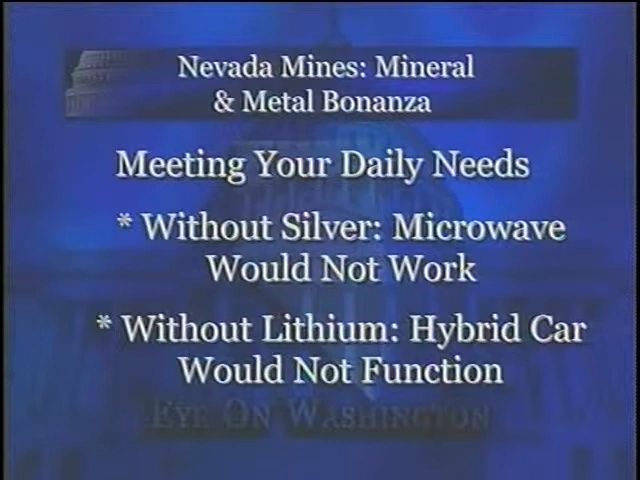 Nevada Mines: Mineral
& Metal Bonanza
Meeting Your Daily Needs
* Without Silver: Microwave
Would Not Work
* Without Lithium: Hybrid Car
Would Not Function
EYE ON WASHINGTON